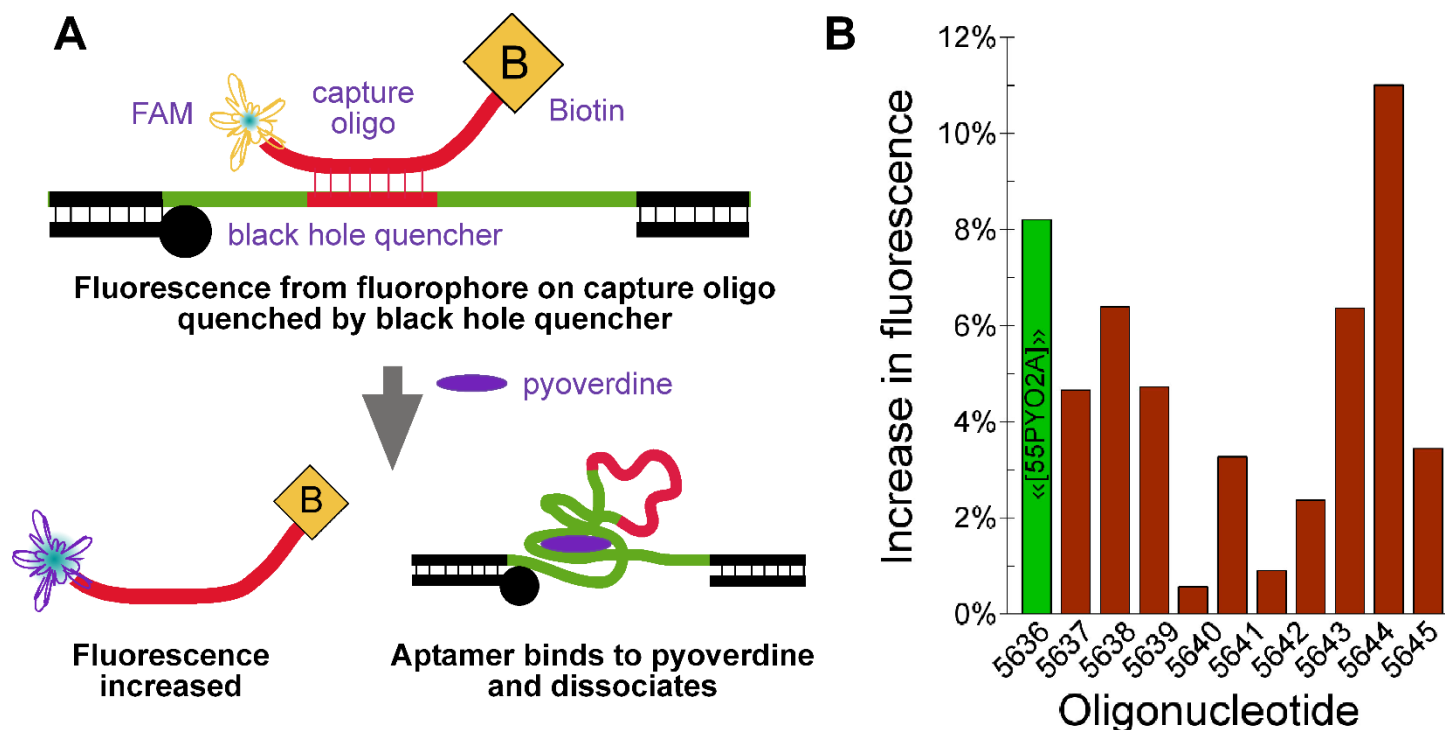 A
B
FAM
capture
oligo
B
Biotin
black hole quencher
Fluorescence from fluorophore on capture oligo
quenched by black hole quencher
pyoverdine
B
Fluorescence
increased
Aptamer binds to pyoverdine
and dissociates
Increase in fluorescence
12%
10%
8%
6%
4%
2%
0%
«[55PYO2A]»
5636
5637
5638
5639
5640
5641
5642
5643
5644
5645
Oligonucleotide